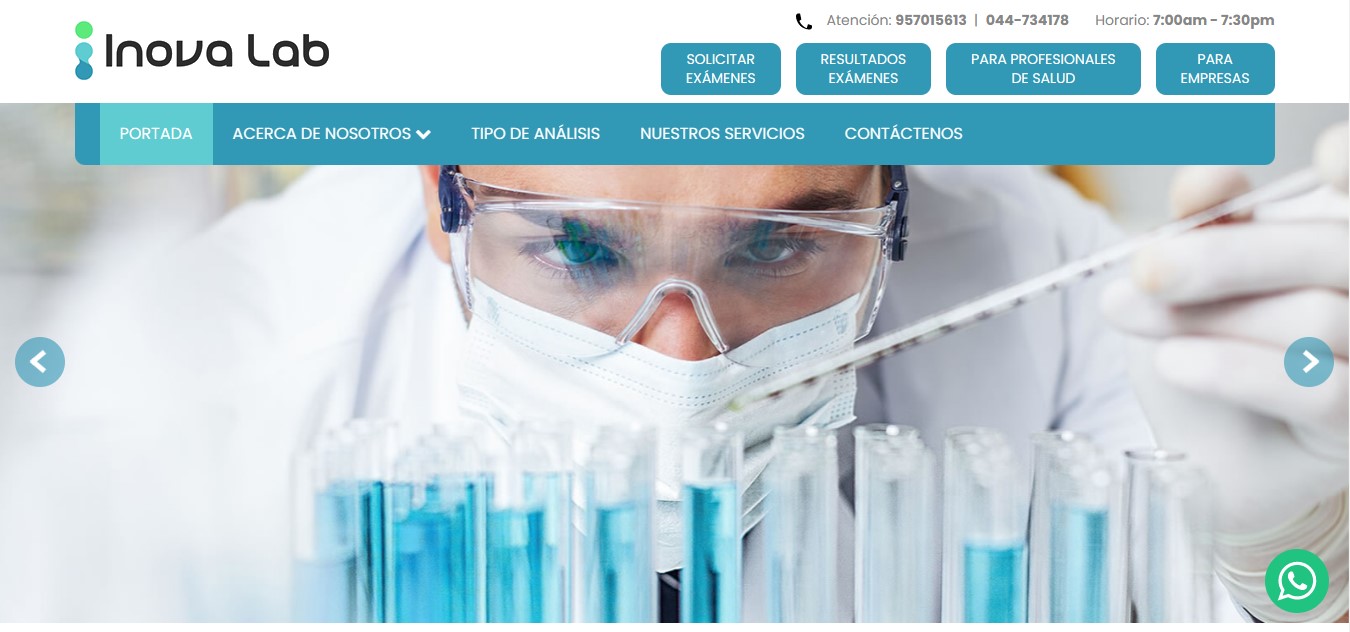 Inova Lab
Atención: 957015613 | 044-734178 Horario: 7:00am - 7:30pm
SOLICITAR
EXÁMENES
RESULTADOS
EXÁMENES
PARA PROFESIONALES
DE SALUD
PARA
EMPRESAS
PORTADA
ACERCA DE NOSOTROS
TIPO DE ANÁLISIS
NUESTROS SERVICIOS
CONTÁCTENOS